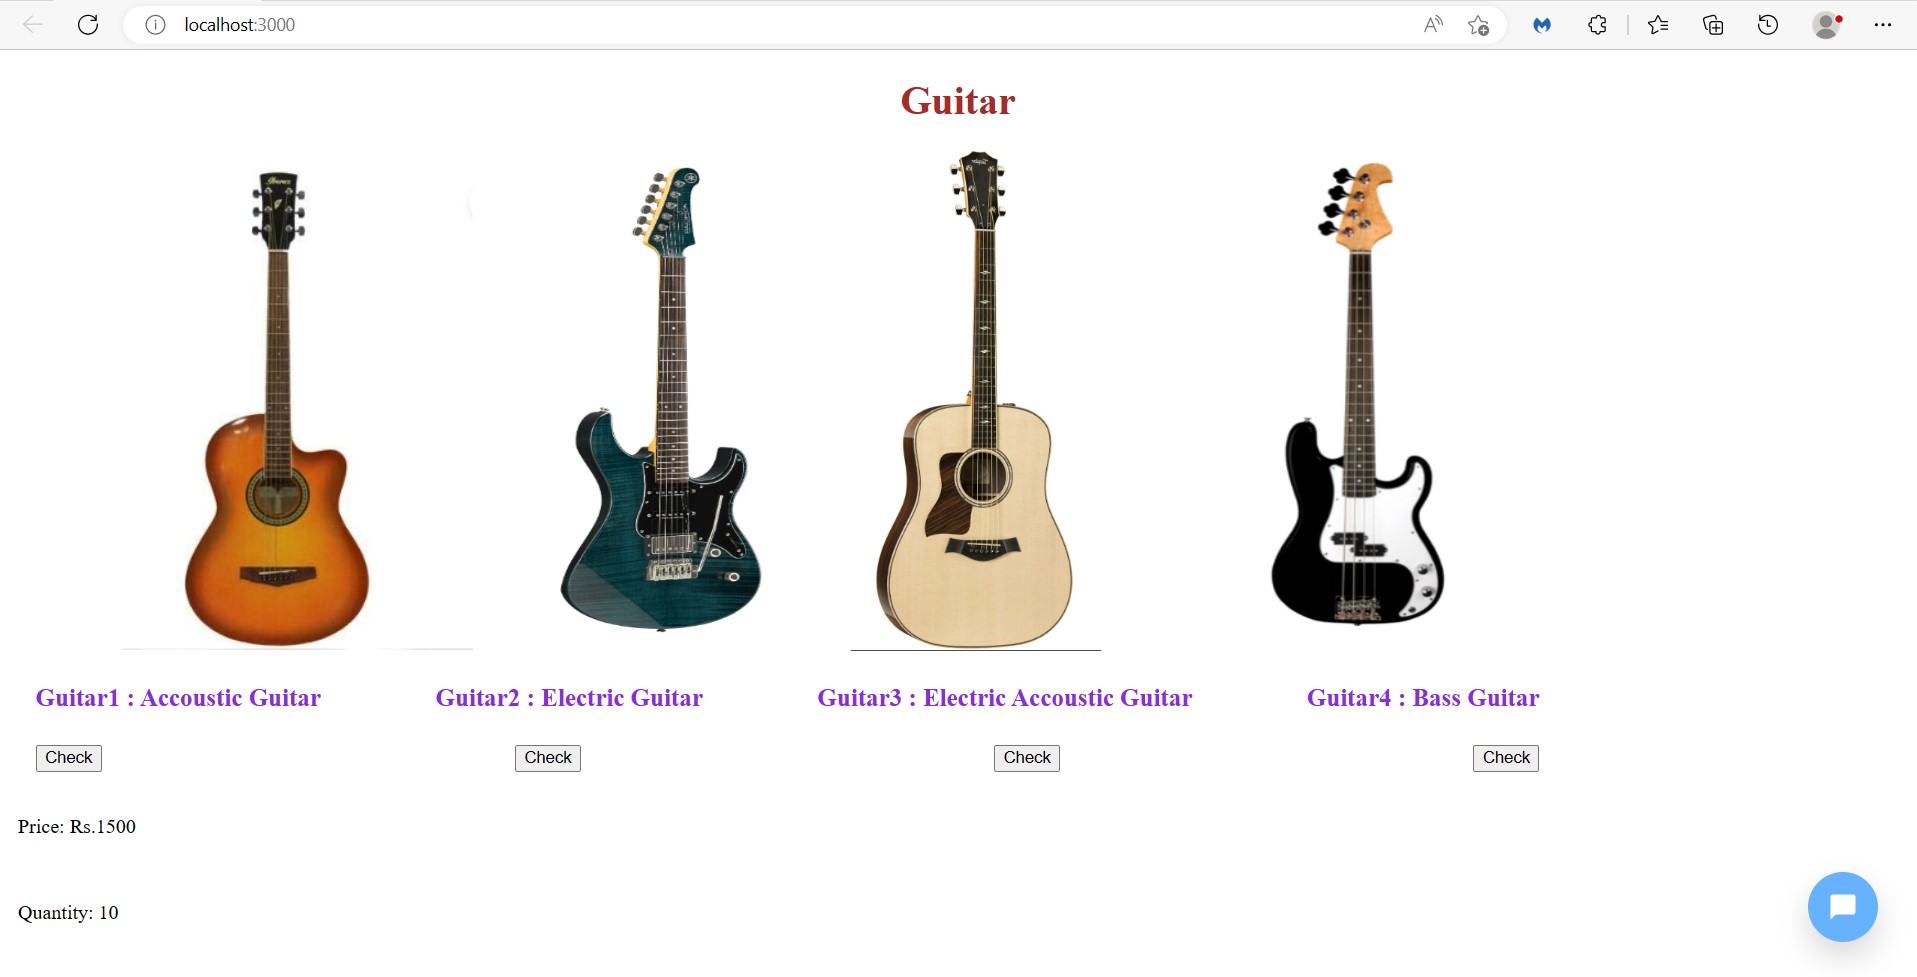 localhost:3000
Guitar
Ibanez
Guitar1 : Accoustic Guitar
Guitar2 : Electric Guitar
Guitar3 : Electric Accoustic Guitar
Guitar4 : Bass Guitar
Check
Check
Check
Check
Price: Rs.1500
Quantity: 10